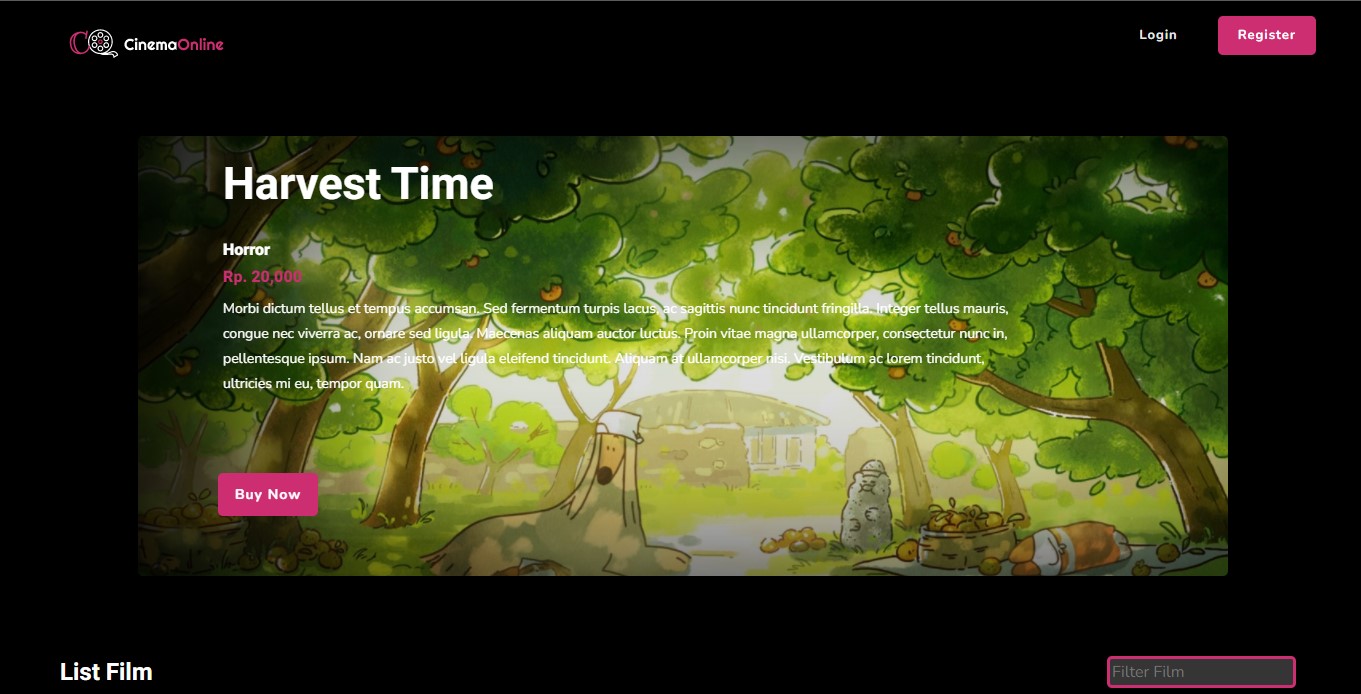 CinemaOnline
Login
Register
Harvest Time
Horror
Rp. 20,000
Morbi dictum tellus et tempus accumsan. Sed fermentum turpis lacus, ac sagittis nunc tincidunt fringilla. Integer tellus mauris,
congue nec viverra ac, ornare sed ligula. Maecenas aliquam auctor luctus. Proin vitae magna ullamcorper, consectetur nunc in,
pellentesque ipsum. Nam ac justo vel ligula eleifend tincidunt. Aliquam at ullamcorper nisi. Vestibulum ac lorem tincidunt,
ultricies mi eu, tempor quam.
Buy Now
List Film
Filter Film